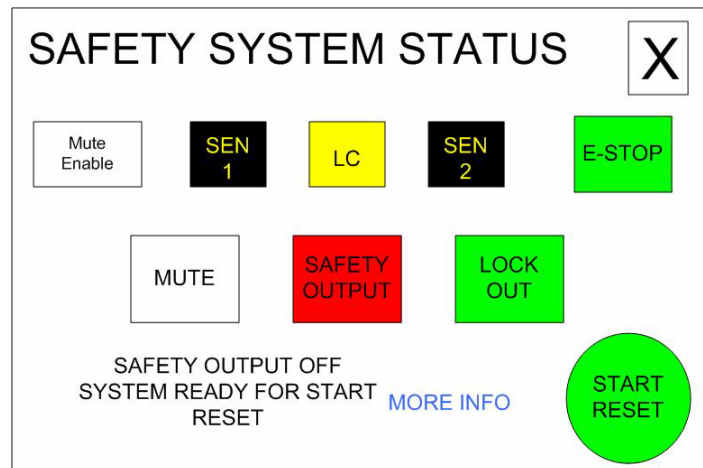 SAFETY SYSTEM STATUS
X
Mute
Enable
SEN
1
LC
SEN
2
E-STOP
MUTE
SAFETY
OUTPUT
LOCK
OUT
SAFETY OUTPUT OFF
SYSTEM READY FOR START
RESET
MORE INFO
START
RESET